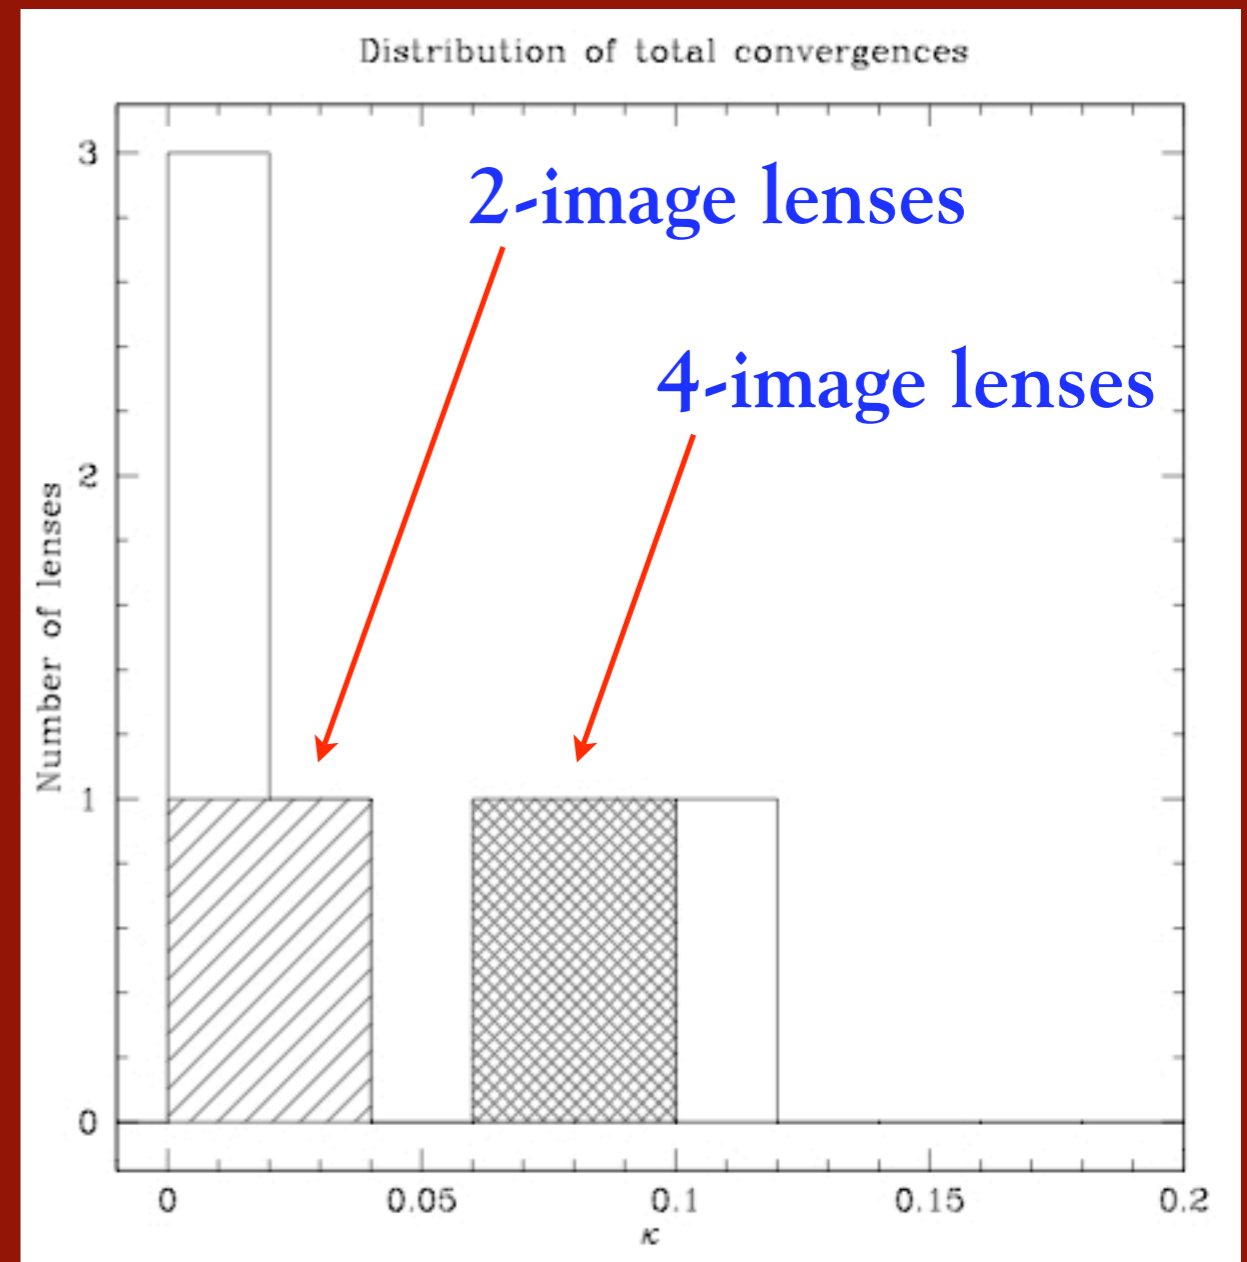 Distribution of total convergences
3
2-image lenses
4-image lenses
2
1
0
Number of lenses
0 0.05 0.1 0.15 0.2
κ